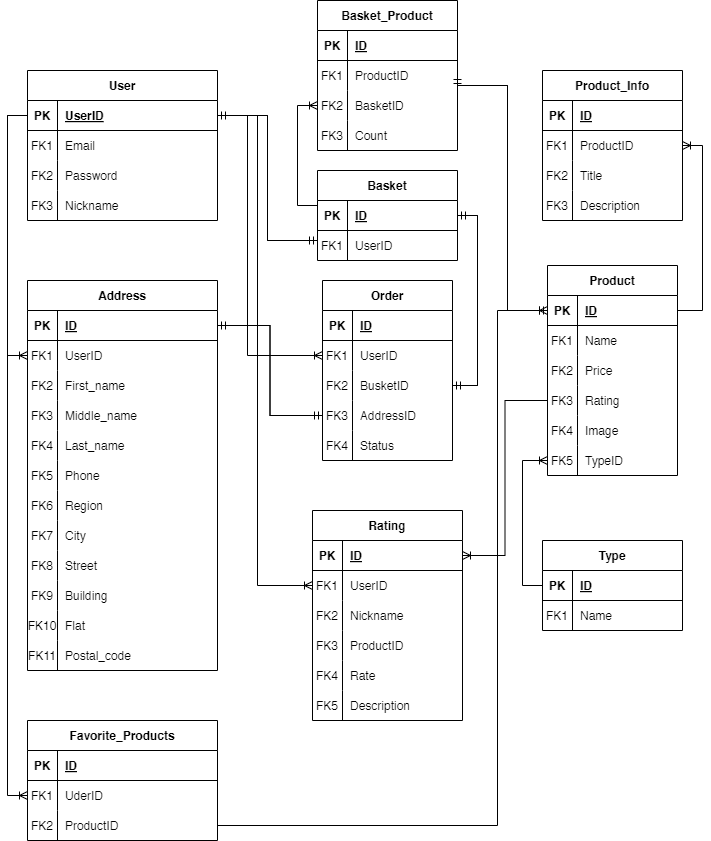 Basket_Product
PK ID
FK1 ProductID
FK2 BasketID
FK3 Count
User
PK UserID
FK1 Email
FK2 Password
FK3 Nickname
Product_Info
PK ID
FK1 ProductID
FK2 Title
FK3 Description
Basket
PK ID
FK1 UserID
Address
PK ID
FK1 UserID
FK2 First_name
FK3 Middle_name
FK4 Last_name
FK5 Phone
FK6 Region
FK7 City
FK8 Street
FK9 Building
FK10 Flat
FK11 Postal_code
Order
PK ID
FK1 UserID
FK2 BusketID
FK3 AddressID
FK4 Status
Product
PK ID
FK1 Name
FK2 Price
FK3 Rating
FK4 Image
FK5 TypeID
Rating
PK ID
FK1 UserID
FK2 Nickname
FK3 ProductID
FK4 Rate
FK5 Description
Type
PK ID
FK1 Name
Favorite_Products
PK ID
FK1 UderID
FK2 ProductID